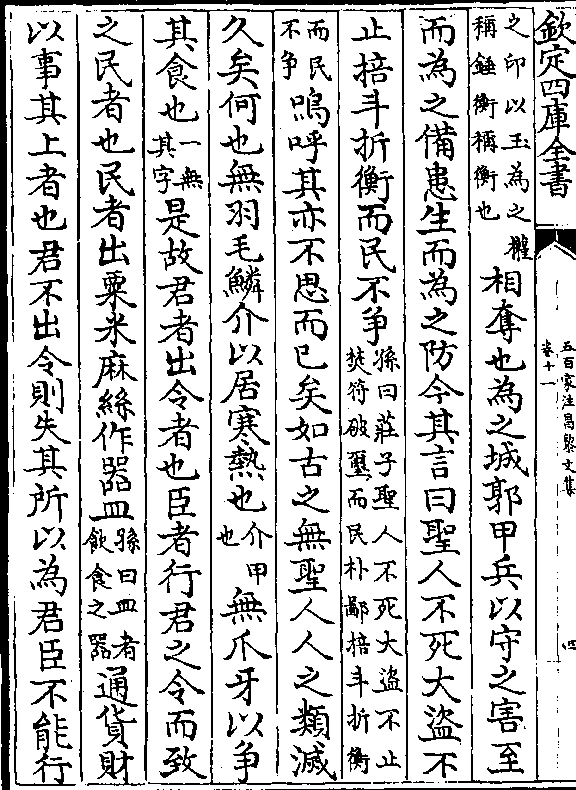 欽定四庫全書
五百家注昌黎文集
卷十一
四
之印以玉為之權
稱錘衡稱衡也
相奪也為之城郭甲兵以守之害至
而為之備患生而為之防今其言曰聖人不死大盜不
止掊斗折衡而民不爭
孫曰莊子聖人不死大盜不止
焚符破璽而民朴鄙掊斗折衡
而民
不爭
嗚呼其亦不思而已矣如古之無聖人人之類滅
久矣何也無羽毛鱗介以居寒熱也
介甲
也
無爪牙以爭
其食也
一無
其字
是故君者出令者也臣者行君之令而致
之民者也民者出粟米麻絲作器皿
孫曰皿者
飲食之器
通貨財
以事其上者也君不出令則失其所以為君臣不能行